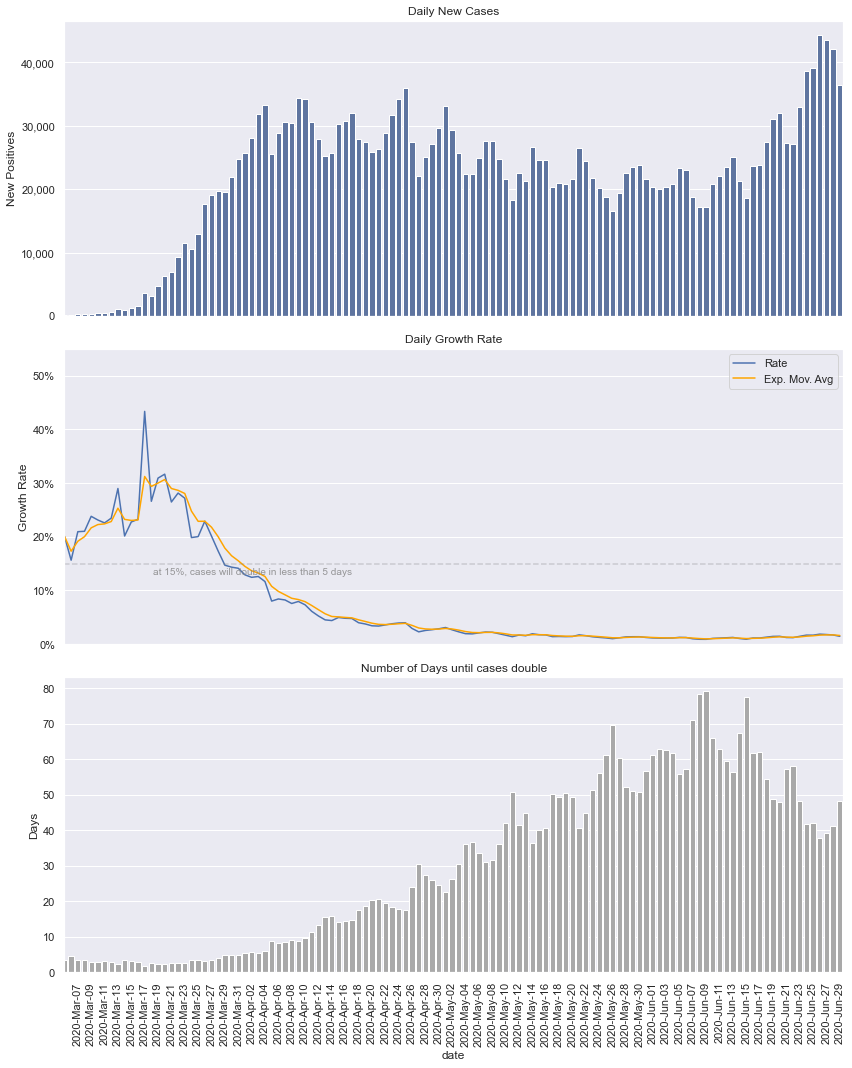 Daily New Cases
New Positives
40,000
30,000
20,000
10,000
0
Daily Growth Rate
Growth Rate
50%
40%
30%
20%
10%
0%
Rate
Exp. Mov. Avg
at 15%, cases will double in less than 5 days
Number of Days until cases double
Days
80
70
60
50
40
30
20
10
0
2020-Mar-07
2020-Mar-09
2020-Mar-11
2020-Mar-13
2020-Mar-15
2020-Mar-17
2020-Mar-19
2020-Mar-21
2020-Mar-23
2020-Mar-25
2020-Mar-27
2020-Mar-29
2020-Mar-31
2020-Apr-02
2020-Apr-04
2020-Apr-06
2020-Apr-08
2020-Apr-10
2020-Apr-12
2020-Apr-14
2020-Apr-16
2020-Apr-18
2020-Apr-20
2020-Apr-22
2020-Apr-24
2020-Apr-26
2020-Apr-28
2020-Apr-30
2020-May-02
2020-May-04
2020-May-06
2020-May-08
2020-May-10
2020-May-12
2020-May-14
2020-May-16
2020-May-18
2020-May-20
2020-May-22
2020-May-24
2020-May-26
2020-May-28
2020-May-30
2020-Jun-01
2020-Jun-03
2020-Jun-05
2020-Jun-07
2020-Jun-09
2020-Jun-11
2020-Jun-13
2020-Jun-15
2020-Jun-17
2020-Jun-19
2020-Jun-21
2020-Jun-23
2020-Jun-25
2020-Jun-27
2020-Jun-29
date